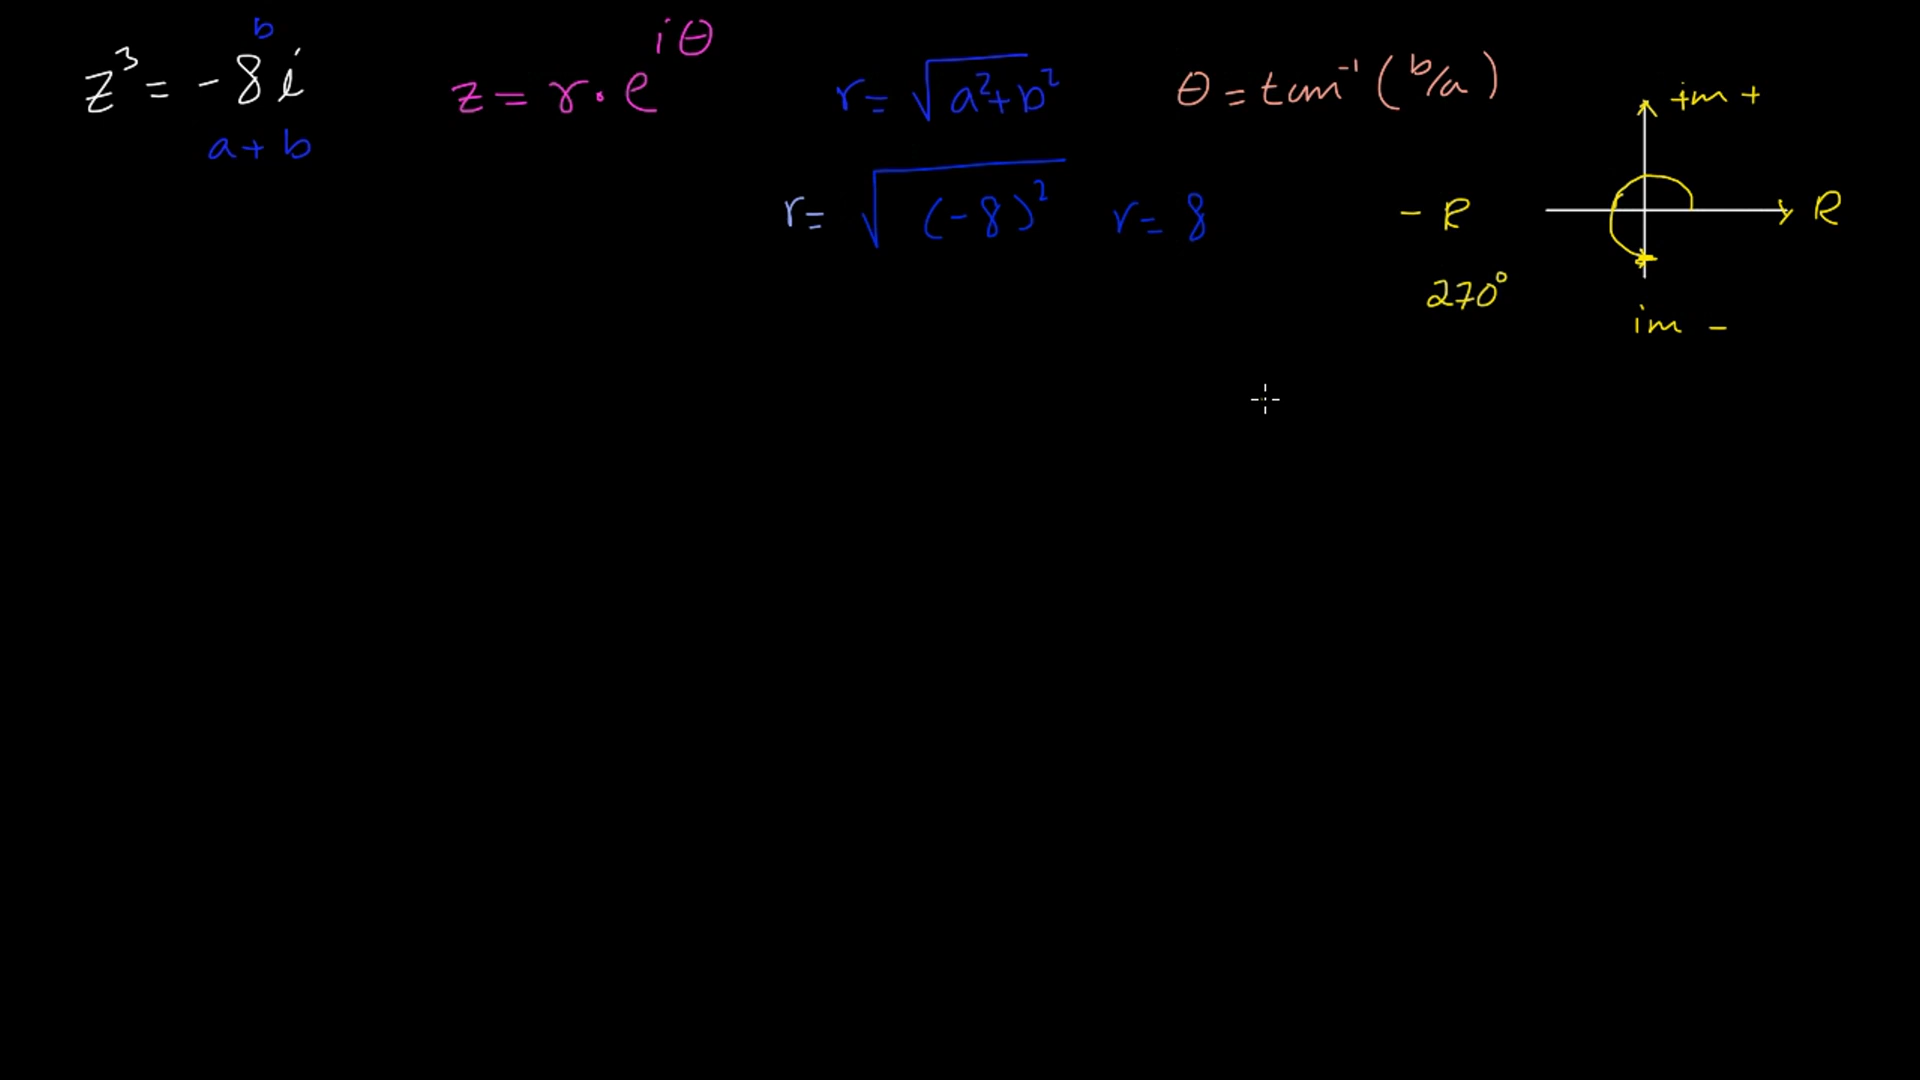 b
z³ = -8i
a + b
z = r · e^{iθ}
r = √(a² + b²)
θ = tan⁻¹ (b/a)
r = √((-8)²) r = 8
im +
- R
R
270°
im -